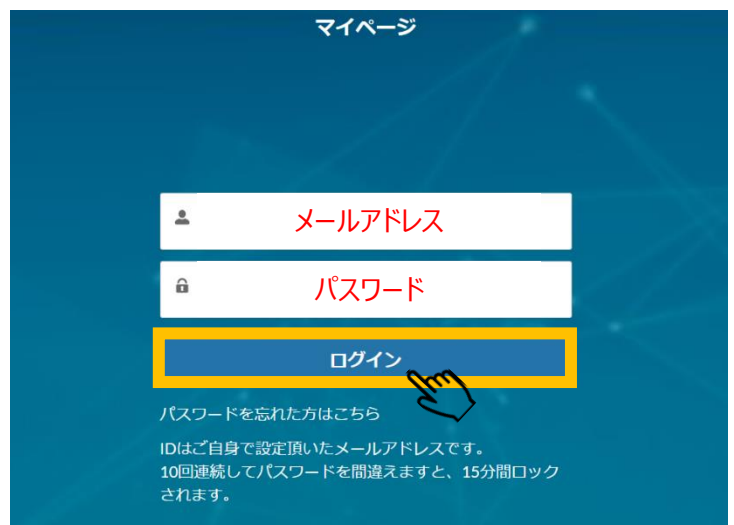 マイページ
メールアドレス
パスワード
ログイン
パスワードを忘れた方はこちら
IDはご自身で設定頂いたメールアドレスです。
10回連続してパスワードを間違えますと、15分間ロック
されます。